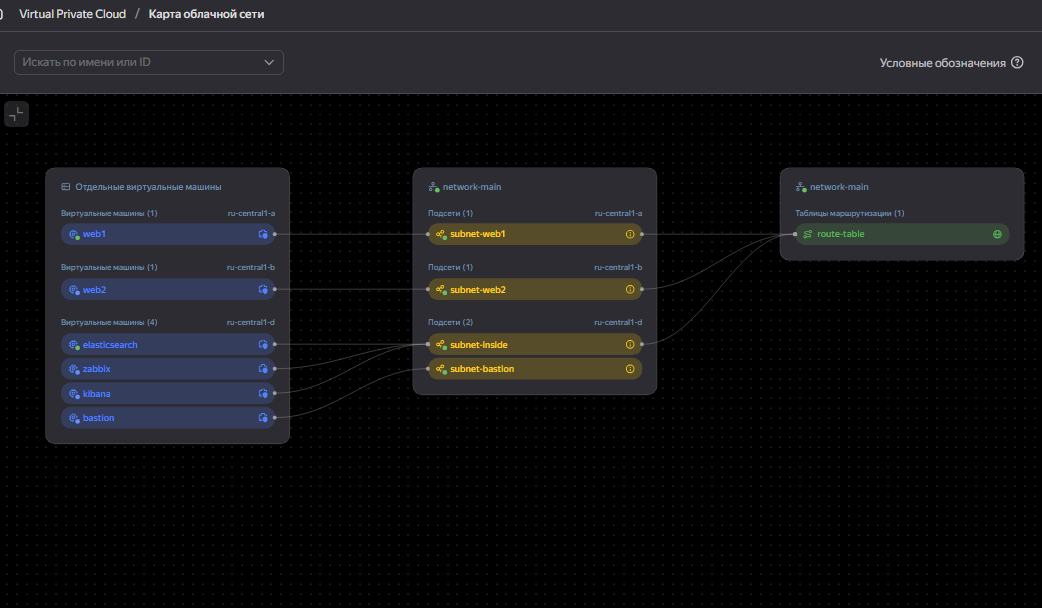 Virtual Private Cloud / Карта облачной сети
Искать по имени или ID
Условные обозначения
Отдельные виртуальные машины
Виртуальные машины (1) ru-central1-a
web1
Виртуальные машины (1) ru-central1-b
web2
Виртуальные машины (4) ru-central1-d
elasticsearch
zabbix
kibana
bastion
network-main
Подсети (1) ru-central1-a
subnet-web1
Подсети (1) ru-central1-b
subnet-web2
Подсети (2) ru-central1-d
subnet-inside
subnet-bastion
network-main
Таблицы маршрутизации (1)
route-table